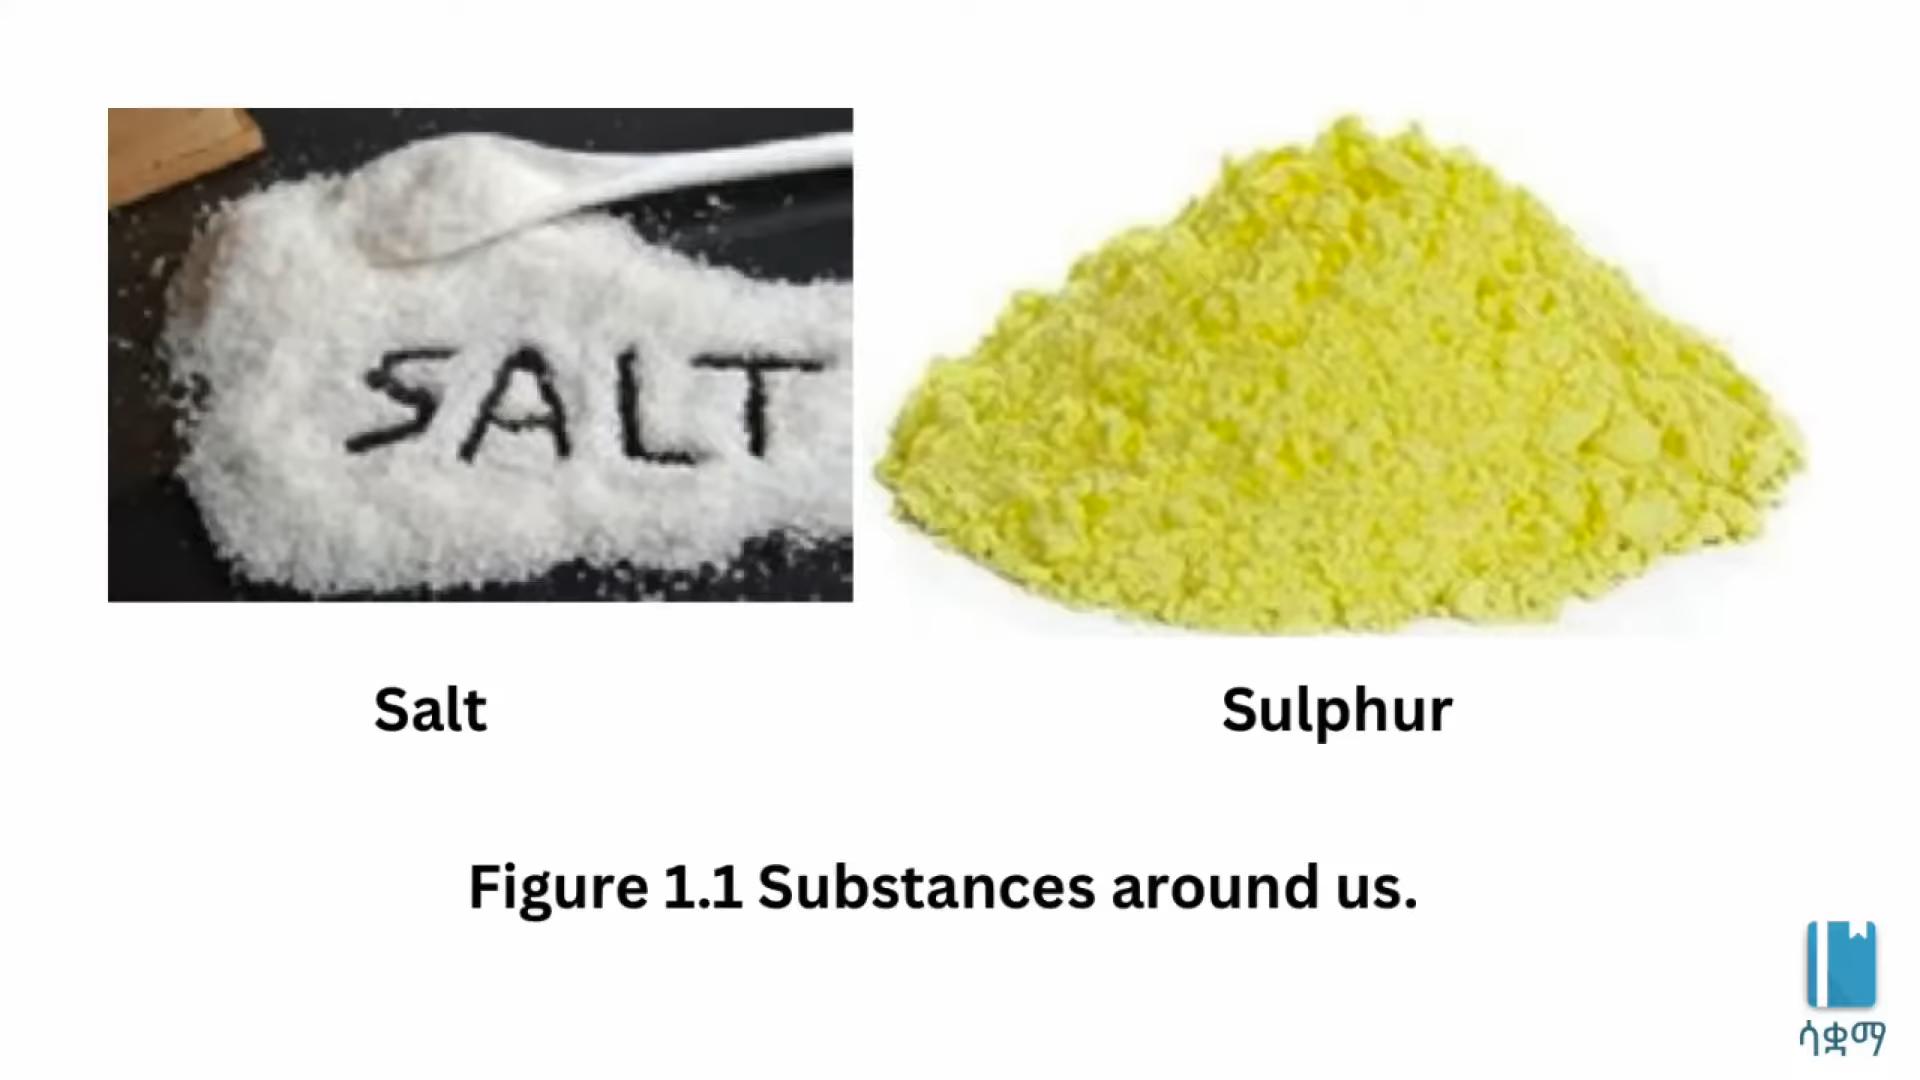 SALT
Salt
Sulphur
Figure 1.1 Substances around us.
ሳቋማ